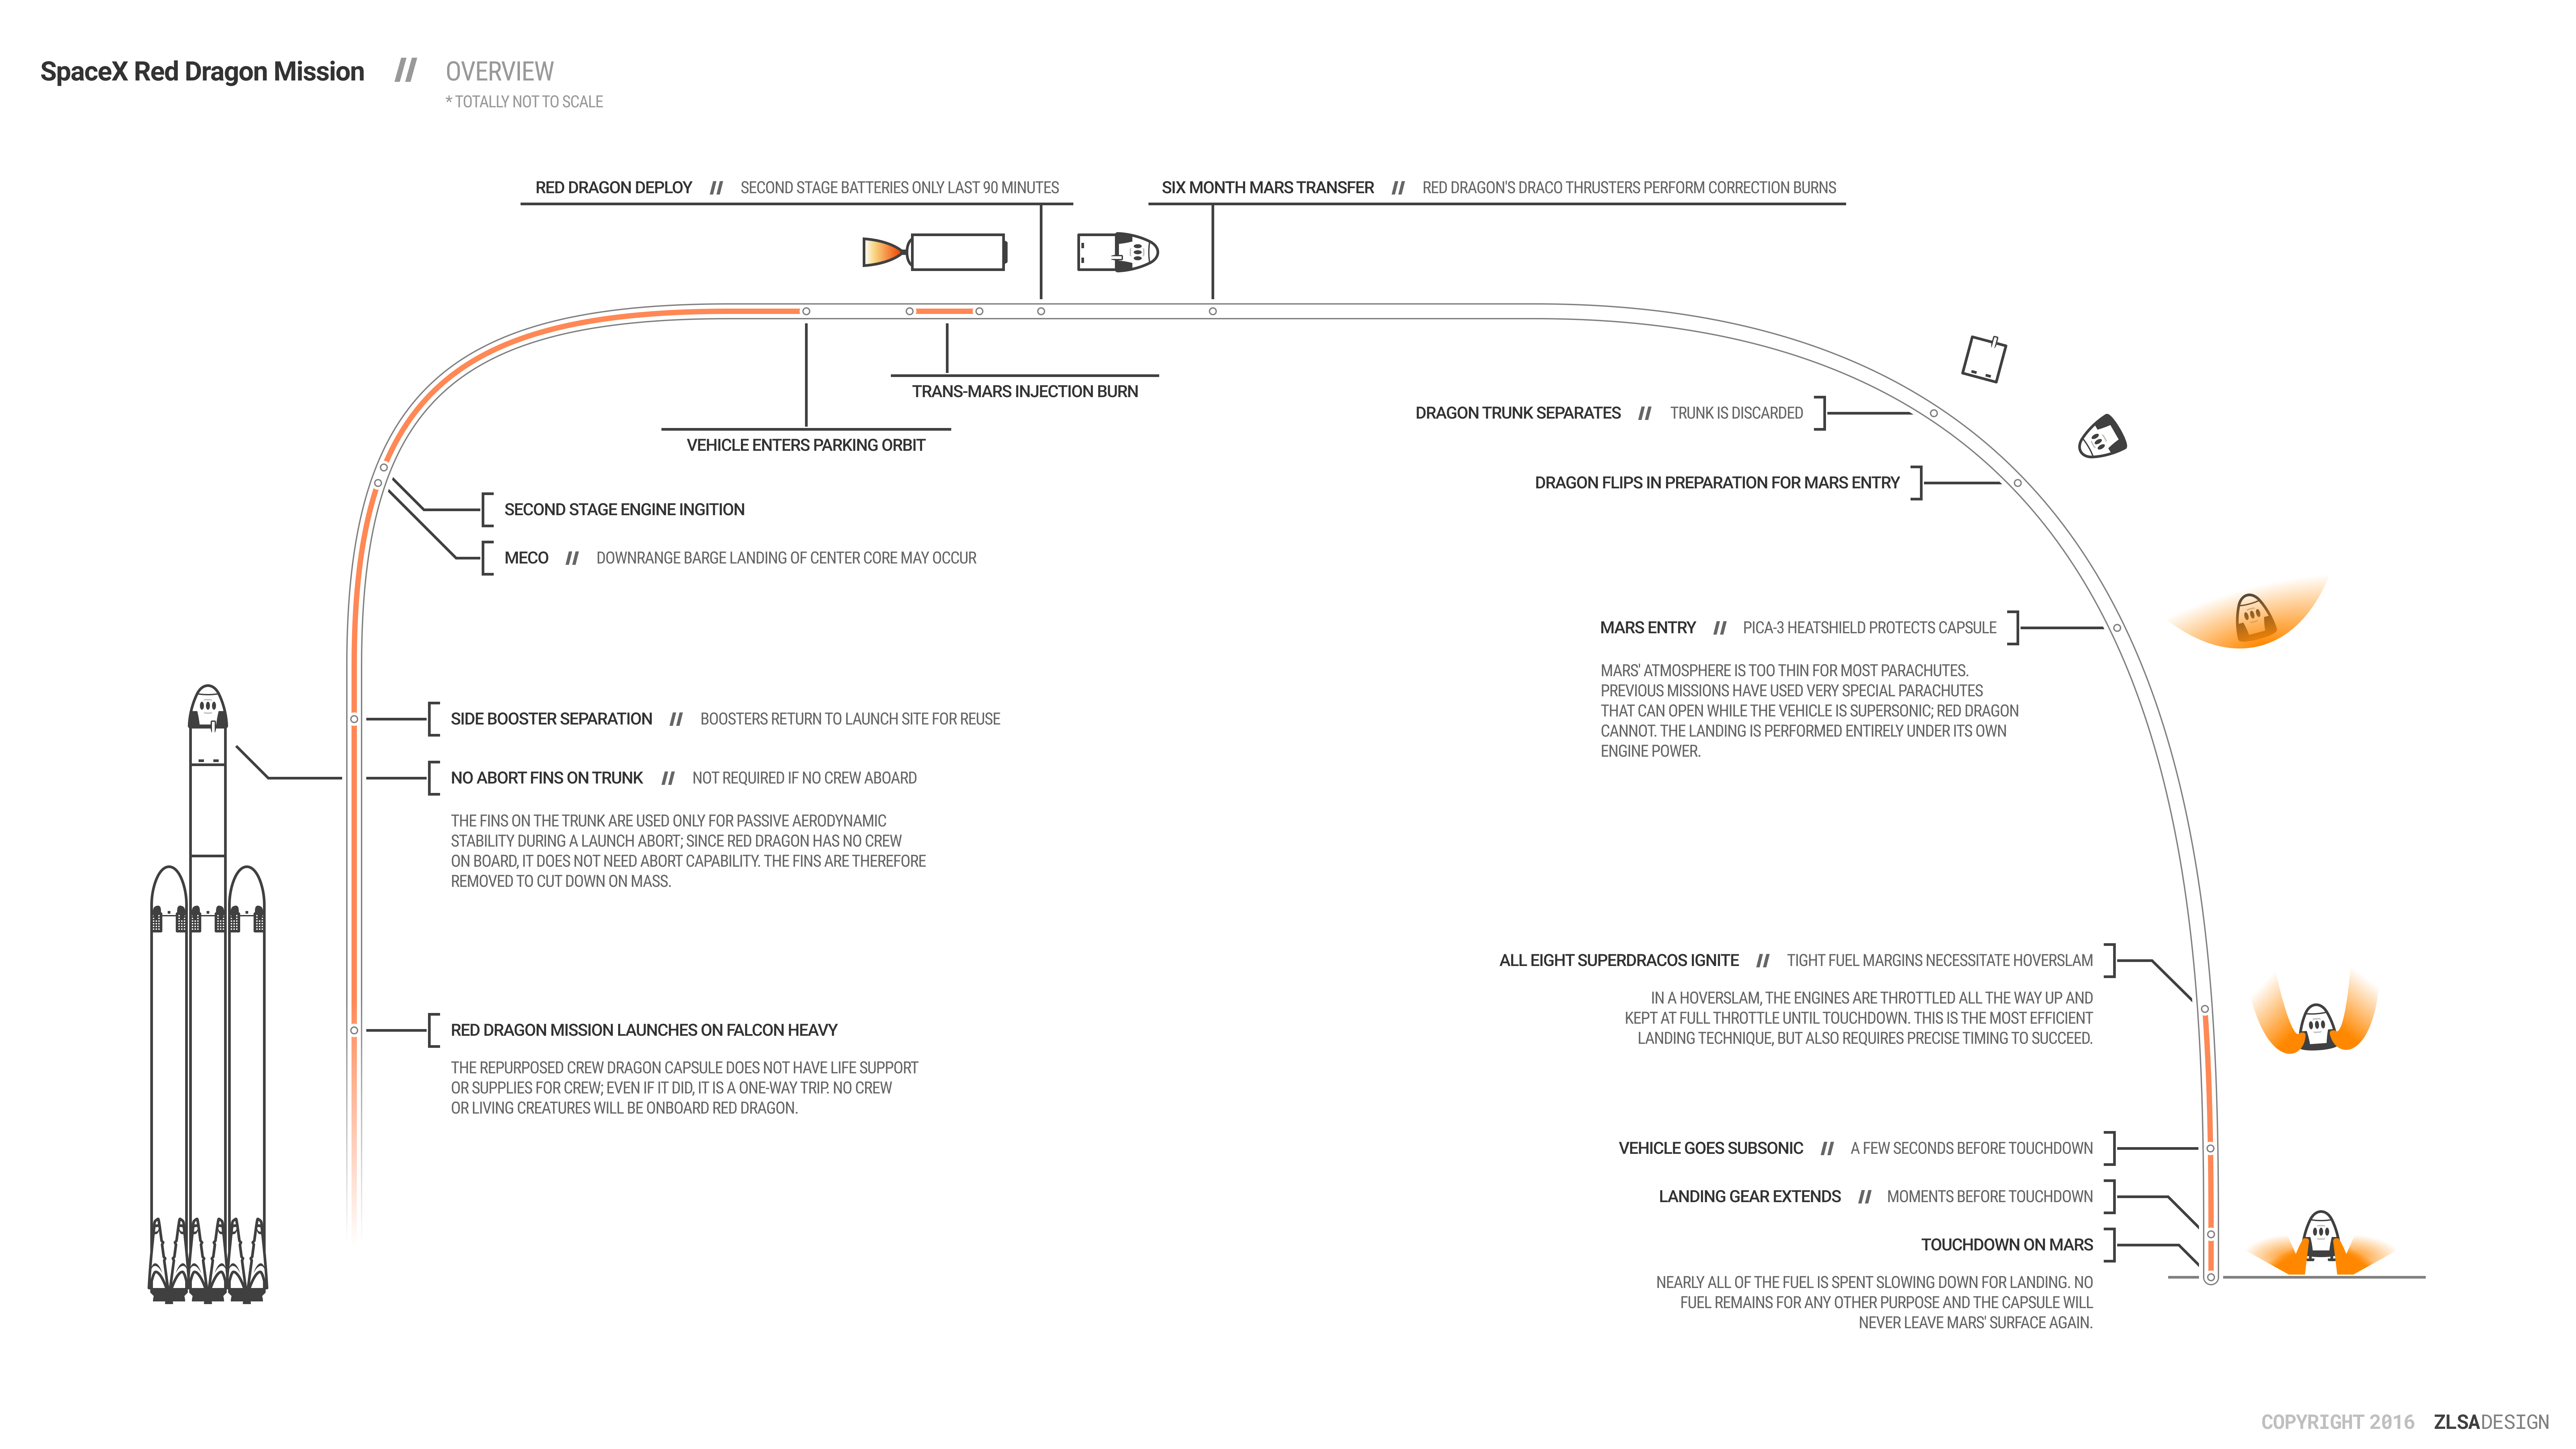 SpaceX Red Dragon Mission // OVERVIEW
* TOTALLY NOT TO SCALE
RED DRAGON DEPLOY // SECOND STAGE BATTERIES ONLY LAST 90 MINUTES
SIX MONTH MARS TRANSFER // RED DRAGON'S DRACO THRUSTERS PERFORM CORRECTION BURNS
TRANS-MARS INJECTION BURN
VEHICLE ENTERS PARKING ORBIT
SECOND STAGE ENGINE INGITION
MECO // DOWNRANGE BARGE LANDING OF CENTER CORE MAY OCCUR
SIDE BOOSTER SEPARATION // BOOSTERS RETURN TO LAUNCH SITE FOR REUSE
NO ABORT FINS ON TRUNK // NOT REQUIRED IF NO CREW ABOARD
THE FINS ON THE TRUNK ARE USED ONLY FOR PASSIVE AERODYNAMIC
STABILITY DURING A LAUNCH ABORT; SINCE RED DRAGON HAS NO CREW
ON BOARD, IT DOES NOT NEED ABORT CAPABILITY. THE FINS ARE THEREFORE
REMOVED TO CUT DOWN ON MASS.
RED DRAGON MISSION LAUNCHES ON FALCON HEAVY
THE REPURPOSED CREW DRAGON CAPSULE DOES NOT HAVE LIFE SUPPORT
OR SUPPLIES FOR CREW; EVEN IF IT DID, IT IS A ONE-WAY TRIP. NO CREW
OR LIVING CREATURES WILL BE ONBOARD RED DRAGON.
DRAGON TRUNK SEPARATES // TRUNK IS DISCARDED
DRAGON FLIPS IN PREPARATION FOR MARS ENTRY
MARS ENTRY // PICA-3 HEATSHIELD PROTECTS CAPSULE
MARS' ATMOSPHERE IS TOO THIN FOR MOST PARACHUTES.
PREVIOUS MISSIONS HAVE USED VERY SPECIAL PARACHUTES
THAT CAN OPEN WHILE THE VEHICLE IS SUPERSONIC; RED DRAGON
CANNOT. THE LANDING IS PERFORMED ENTIRELY UNDER ITS OWN
ENGINE POWER.
ALL EIGHT SUPERDRACOS IGNITE // TIGHT FUEL MARGINS NECESSITATE HOVERSLAM
IN A HOVERSLAM, THE ENGINES ARE THROTTLED ALL THE WAY UP AND
KEPT AT FULL THROTTLE UNTIL TOUCHDOWN. THIS IS THE MOST EFFICIENT
LANDING TECHNIQUE, BUT ALSO REQUIRES PRECISE TIMING TO SUCCEED.
VEHICLE GOES SUBSONIC // A FEW SECONDS BEFORE TOUCHDOWN
LANDING GEAR EXTENDS // MOMENTS BEFORE TOUCHDOWN
TOUCHDOWN ON MARS
NEARLY ALL OF THE FUEL IS SPENT SLOWING DOWN FOR LANDING. NO
FUEL REMAINS FOR ANY OTHER PURPOSE AND THE CAPSULE WILL
NEVER LEAVE MARS' SURFACE AGAIN.
COPYRIGHT 2016 ZLSADESIGN